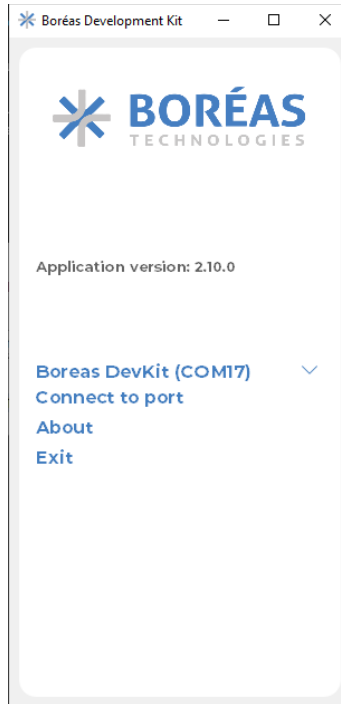 Boréas Development Kit
BORÉAS
TECHNOLOGIES
Application version: 2.10.0
Boreas DevKit (COM17)
Connect to port
About
Exit